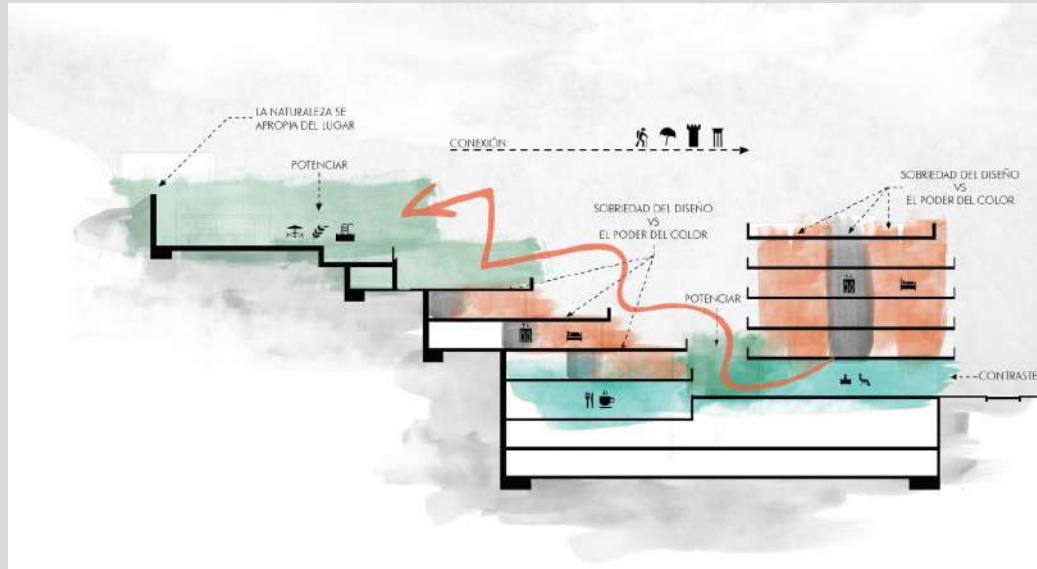 LA NATURALEZA SE
APROPIA DEL LUGAR
CONEXIÓN
POTENCIAR
SOBRIEDAD DEL DISEÑO
VS
EL PODER DEL COLOR
SOBRIEDAD DEL DISEÑO
VS
EL PODER DEL COLOR
POTENCIAR
CONTRASTE